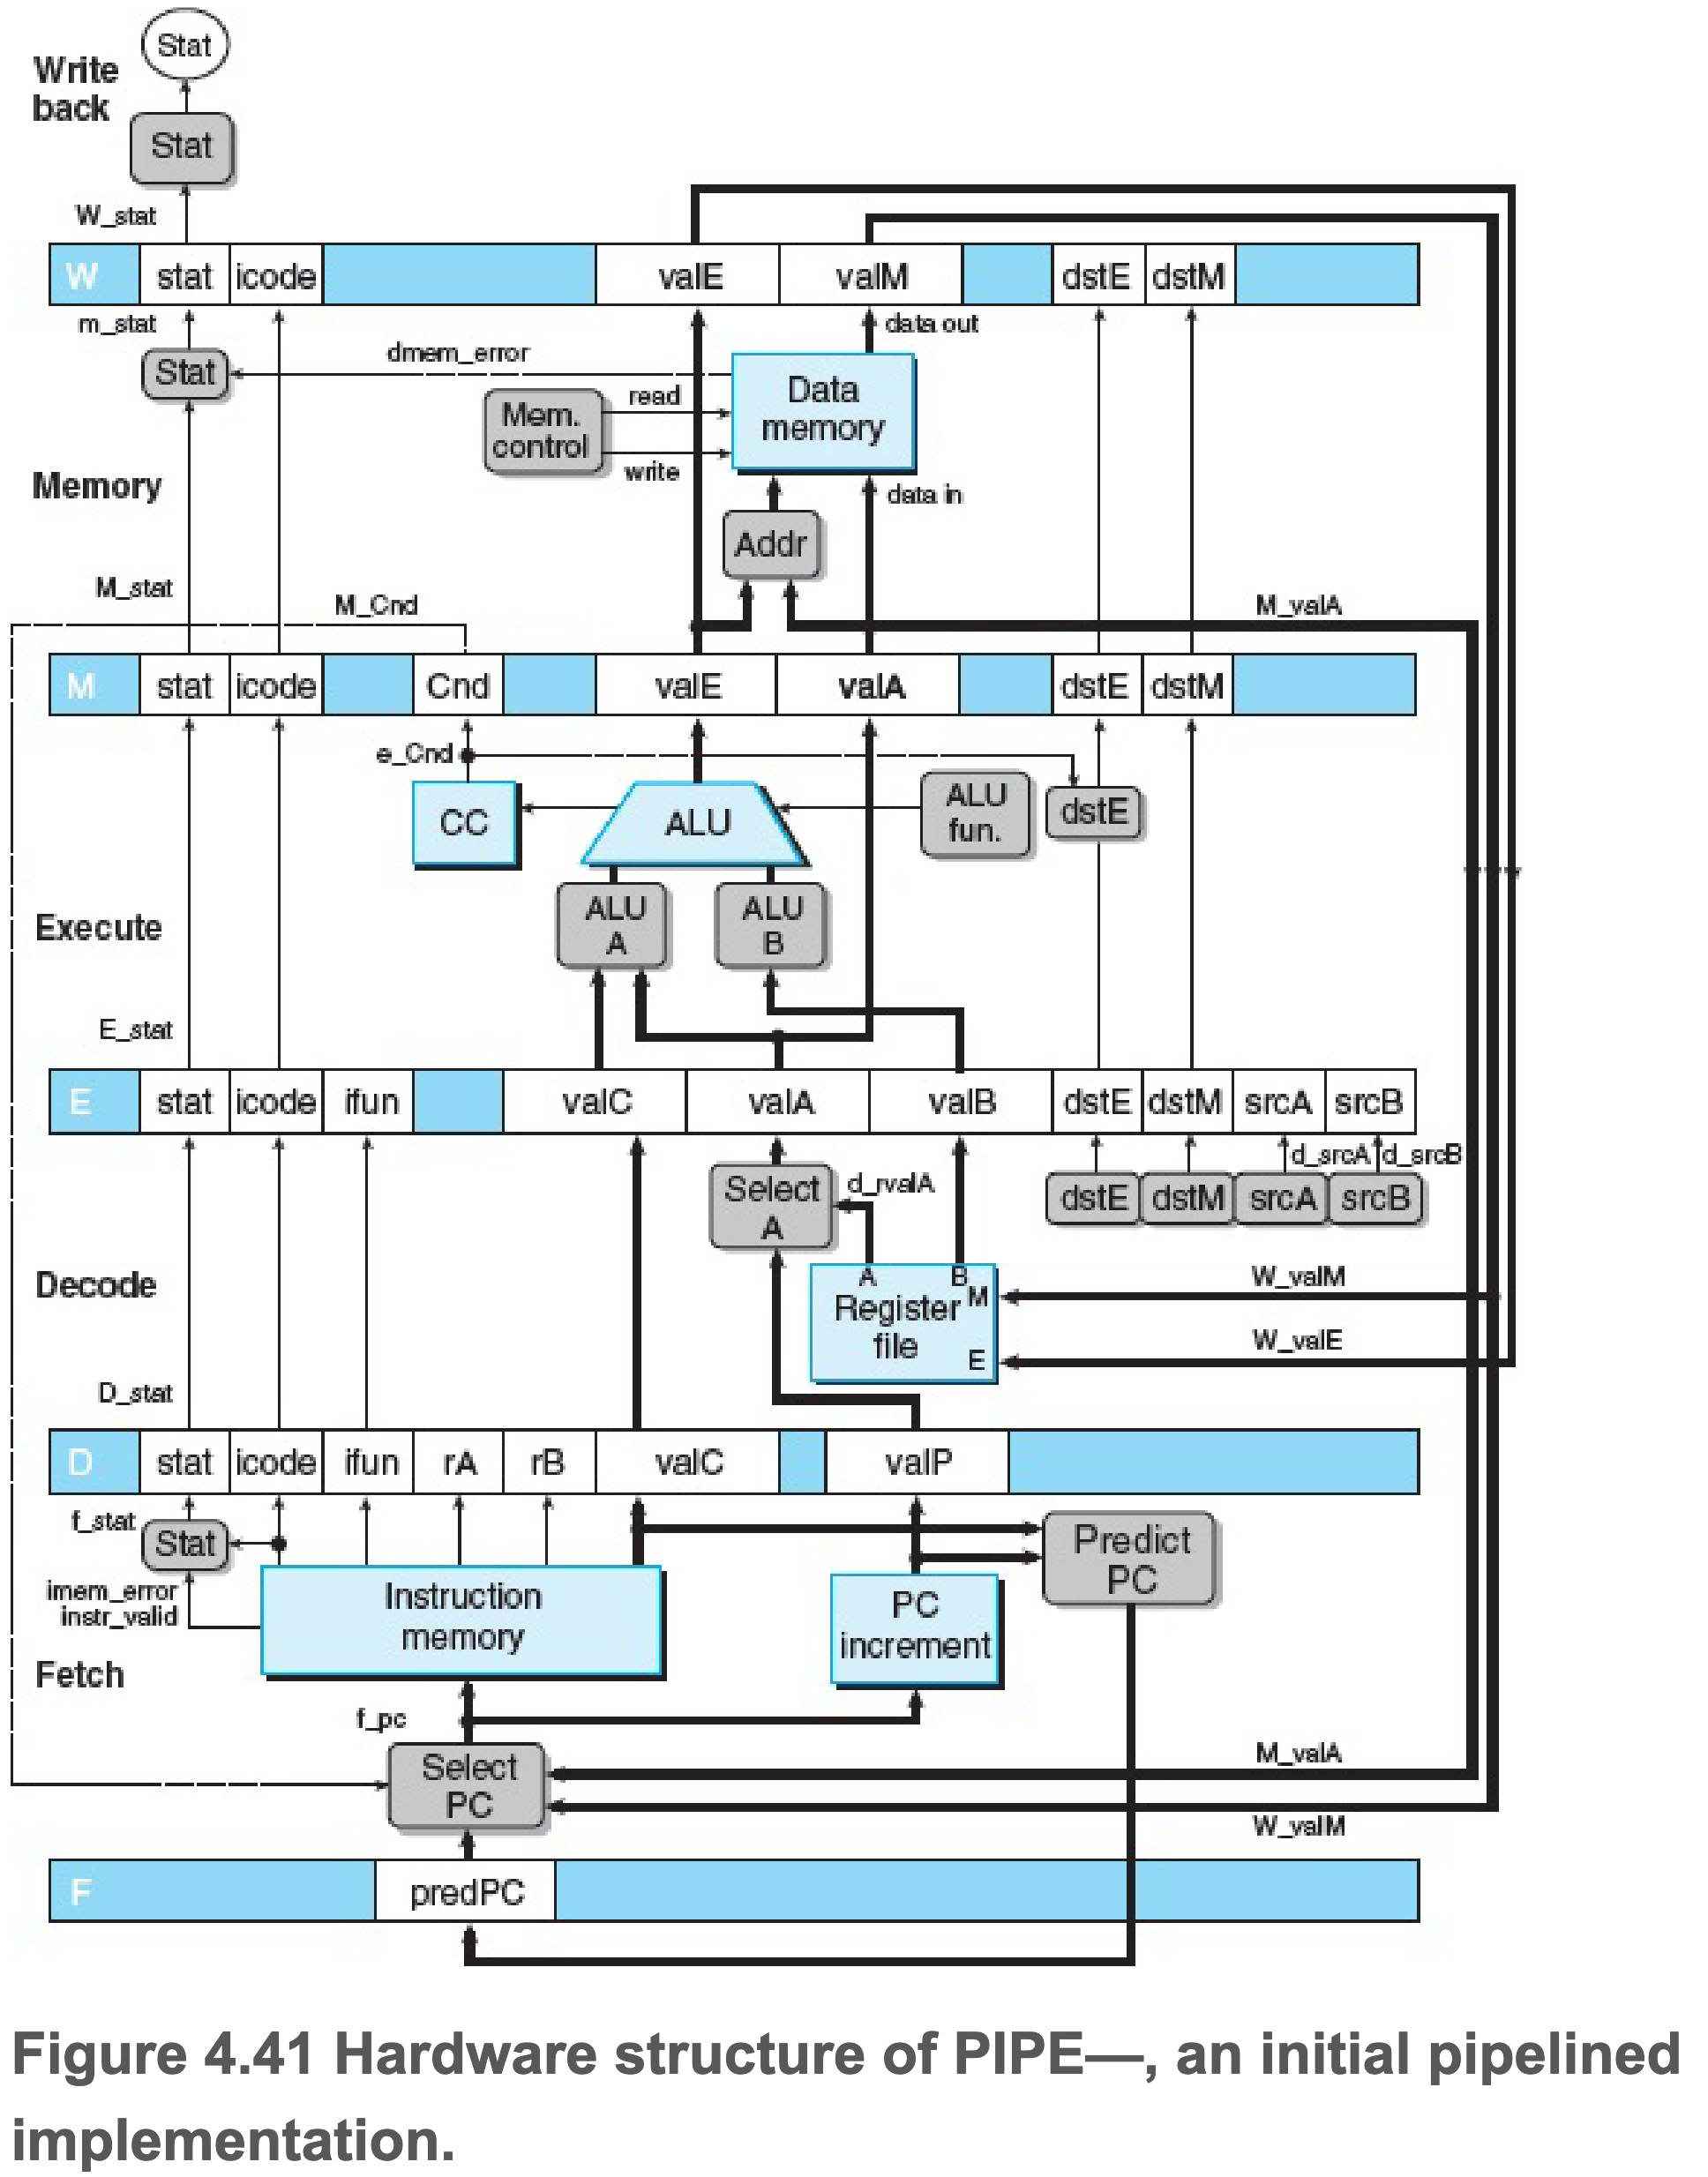 Stat
Write
back
Stat
W_stat
W stat icode valE valM dstE dstM
m_stat
data out
Stat
dmem_error
Data
memory
read
Mem.
control
write
Memory
data in
Addr
M_stat
M_Cnd
M_valA
M stat icode Cnd valE valA dstE dstM
e_Cnd
CC
ALU
ALU
fun.
dstE
ALU
A
ALU
B
Execute
E_stat
E stat icode ifun valC valA valB dstE dstM srcA srcB
d_srcA d_srcB
Select
A
d_rvalA
dstE dstM srcA srcB
A B
M
Register
file
E
W_valM
W_valE
Decode
D_stat
D stat icode ifun rA rB valC valP
f_stat
Stat
Predict
PC
imem_error
instr_valid
Instruction
memory
PC
increment
Fetch
f_pc
Select
PC
M_valA
W_valM
F predPC
Figure 4.41 Hardware structure of PIPE—, an initial pipelined
implementation.